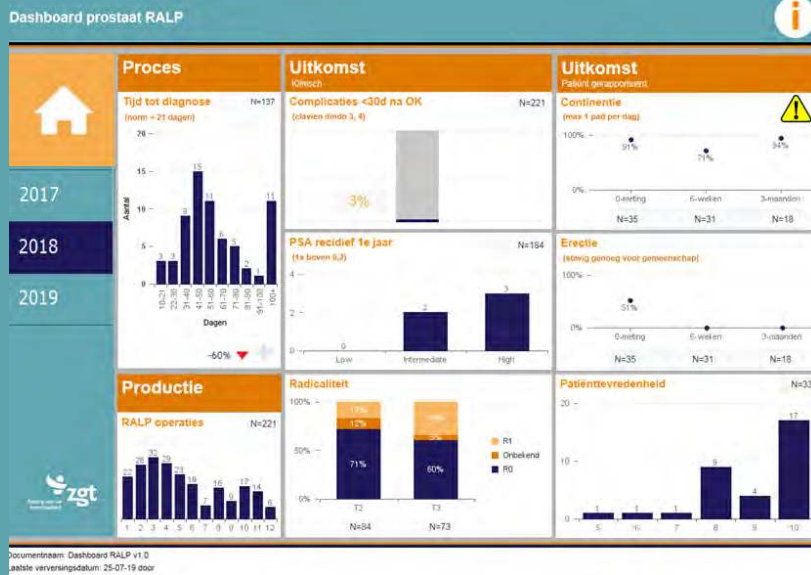 Dashboard prostaat RALP
i
2017
2018
2019
zgt
Proces
Tijd tot diagnose N=137
(norm = 21 dagen)
20
15
10
5
0
Aantal
3 3 9 15 11 6 5 2 1 11
18-21 22-30 31-40 41-50 51-60 61-70 71-80 81-90 91-100 100+
Dagen
-60%
Productie
RALP operaties N=221
22 28 32 29 23 18 7 16 9 17 14 6
1 2 3 4 5 6 7 8 9 10 11 12
Uitkomst
Klinisch
Complicaties <30d na OK N=221
(clavien dindo 3, 4)
3%
PSA recidief 1e jaar N=184
(1x boven 0,2)
4
2
0
0 2 3
Low Intermediate High
Radicaliteit
100%
50%
0%
17%
12%
71%
60%
R1
Onbekend
R0
T2 T3
N=84 N=73
Uitkomst
Patiënt gerapporteerd
Continentie
(max 1 pad per dag)
100%
0%
91% 71% 94%
0-meting 6-weken 3-maanden
N=35 N=31 N=18
Erectie
(stevig genoeg voor gemeenschap)
100%
0%
51%
0-meting 6-weken 3-maanden
N=35 N=31 N=18
Patiënttevredenheid N=33
20
10
0
1 1 1 9 4 17
5 6 7 8 9 10
Documentnaam: Dashboard RALP v1.0
Laatste verversingsdatum: 25-07-19 door